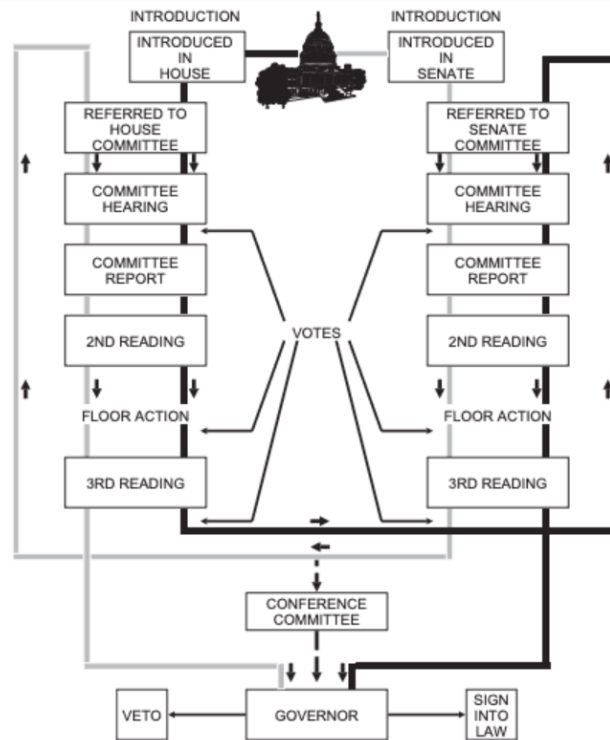 INTRODUCTION
INTRODUCTION
INTRODUCED
IN
HOUSE
INTRODUCED
IN
SENATE
REFERRED TO
HOUSE
COMMITTEE
REFERRED TO
SENATE
COMMITTEE
COMMITTEE
HEARING
COMMITTEE
HEARING
COMMITTEE
REPORT
COMMITTEE
REPORT
VOTES
2ND READING
2ND READING
FLOOR ACTION
FLOOR ACTION
3RD READING
3RD READING
CONFERENCE
COMMITTEE
VETO
GOVERNOR
SIGN
INTO
LAW